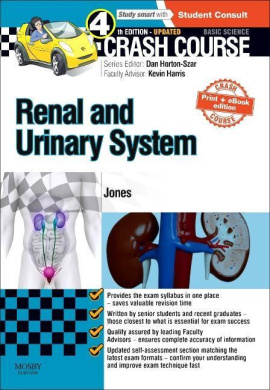 Study smart with Student Consult
4th EDITION - UPDATED
BASIC SCIENCE
CRASH COURSE
Series Editor: Dan Horton-Szar
Faculty Advisor Kevin Harris
CRASH
Print + eBook
edition
COURSE
Renal and
Urinary System
Jones
Provides the exam syllabus in one place
- saves valuable revision time
Written by senior students and recent graduates -
those closest to what is essential for exam success
Quality assured by leading Faculty
Advisors - ensures complete accuracy of information
Updated self-assessment section matching the
latest exam formats - confirm your understanding
and improve exam technique fast
MOSBY
ELSEVIER